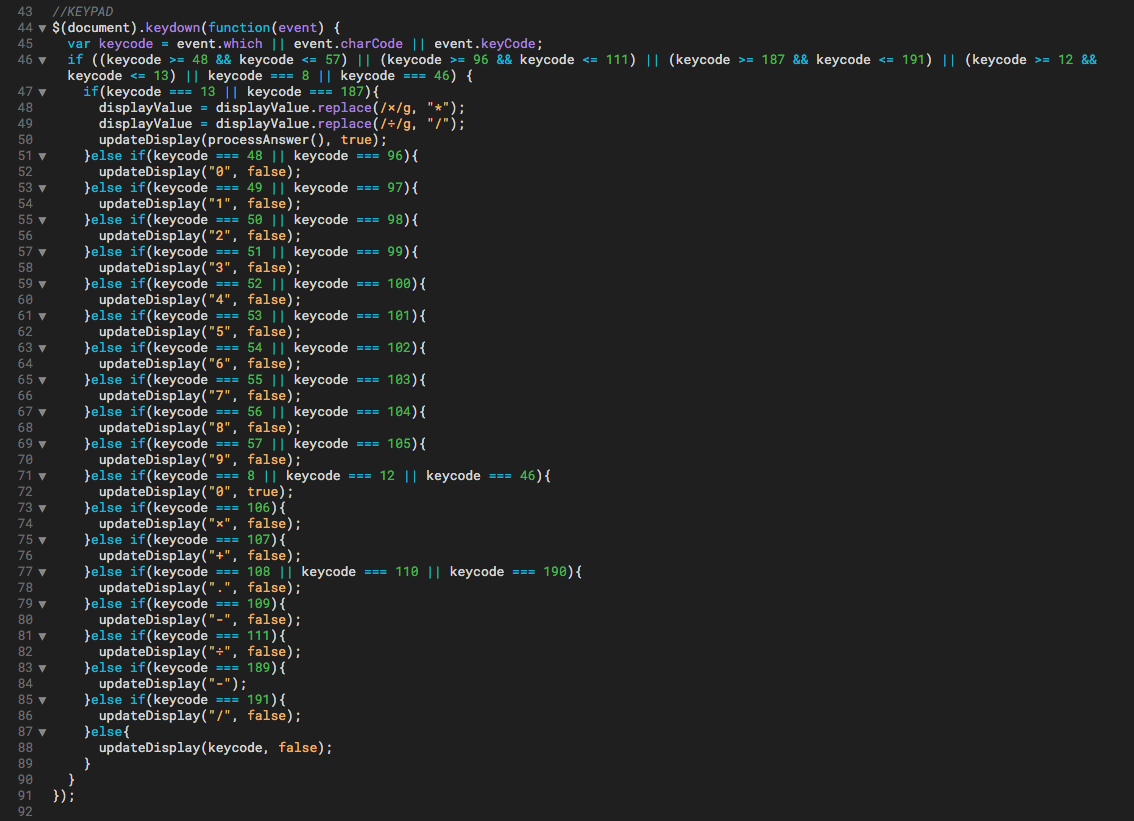 43 //KEYPAD
44 ▼ $(document).keydown(function(event) {
45 var keycode = event.which || event.charCode || event.keyCode;
46 ▼ if ((keycode >= 48 && keycode <= 57) || (keycode >= 96 && keycode <= 111) || (keycode >= 187 && keycode <= 191) || (keycode >= 12 &&
keycode <= 13) || keycode === 8 || keycode === 46) {
47 ▼ if(keycode === 13 || keycode === 187){
48 displayValue = displayValue.replace(/×/g, "*");
49 displayValue = displayValue.replace(/÷/g, "/");
50 updateDisplay(processAnswer(), true);
51 ▼ }else if(keycode === 48 || keycode === 96){
52 updateDisplay("0", false);
53 ▼ }else if(keycode === 49 || keycode === 97){
54 updateDisplay("1", false);
55 ▼ }else if(keycode === 50 || keycode === 98){
56 updateDisplay("2", false);
57 ▼ }else if(keycode === 51 || keycode === 99){
58 updateDisplay("3", false);
59 ▼ }else if(keycode === 52 || keycode === 100){
60 updateDisplay("4", false);
61 ▼ }else if(keycode === 53 || keycode === 101){
62 updateDisplay("5", false);
63 ▼ }else if(keycode === 54 || keycode === 102){
64 updateDisplay("6", false);
65 ▼ }else if(keycode === 55 || keycode === 103){
66 updateDisplay("7", false);
67 ▼ }else if(keycode === 56 || keycode === 104){
68 updateDisplay("8", false);
69 ▼ }else if(keycode === 57 || keycode === 105){
70 updateDisplay("9", false);
71 ▼ }else if(keycode === 8 || keycode === 12 || keycode === 46){
72 updateDisplay("0", true);
73 ▼ }else if(keycode === 106){
74 updateDisplay("×", false);
75 ▼ }else if(keycode === 107){
76 updateDisplay("+", false);
77 ▼ }else if(keycode === 108 || keycode === 110 || keycode === 190){
78 updateDisplay(".", false);
79 ▼ }else if(keycode === 109){
80 updateDisplay("-", false);
81 ▼ }else if(keycode === 111){
82 updateDisplay("÷", false);
83 ▼ }else if(keycode === 189){
84 updateDisplay("-");
85 ▼ }else if(keycode === 191){
86 updateDisplay("/", false);
87 ▼ }else{
88 updateDisplay(keycode, false);
89 }
90 }
91 });
92